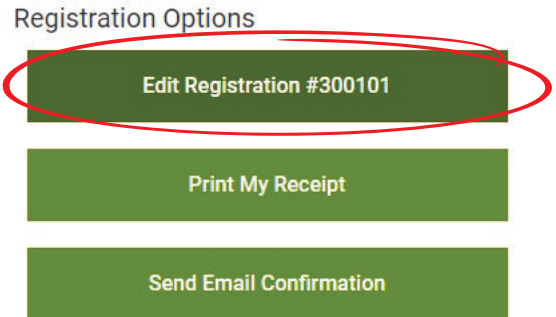 Registration Options
Edit Registration #300101
Print My Receipt
Send Email Confirmation